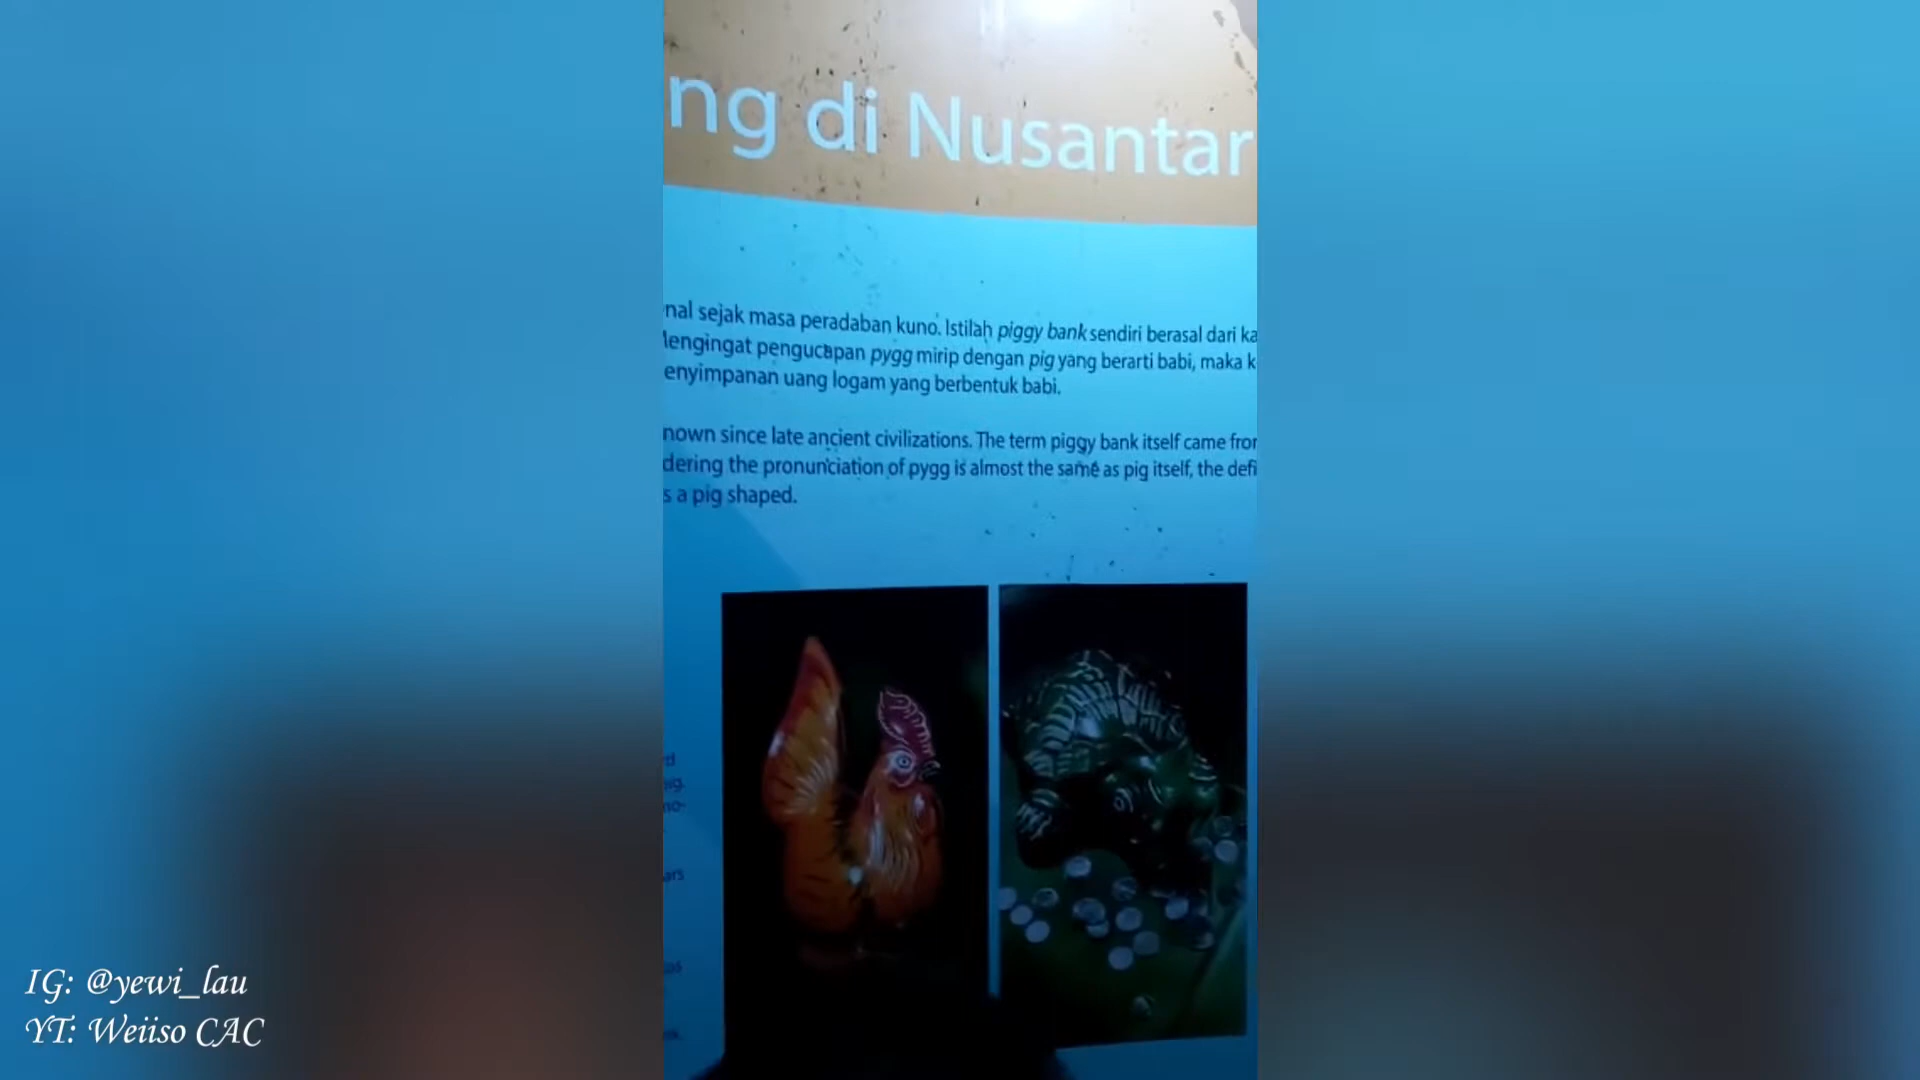 ng di Nusantar
nal sejak masa peradaban kuno. Istilah piggy bank sendiri berasal dari ka
engingat pengucapan pygg mirip dengan pig yang berarti babi, maka k
enyimpanan uang logam yang berbentuk babi.
nown since late ancient civilizations. The term piggy bank itself came fror
dering the pronunciation of pygg is almost the same as pig itself, the defi
s a pig shaped.
ars
IG: @yewi_lau
YT: Weiiso CAC